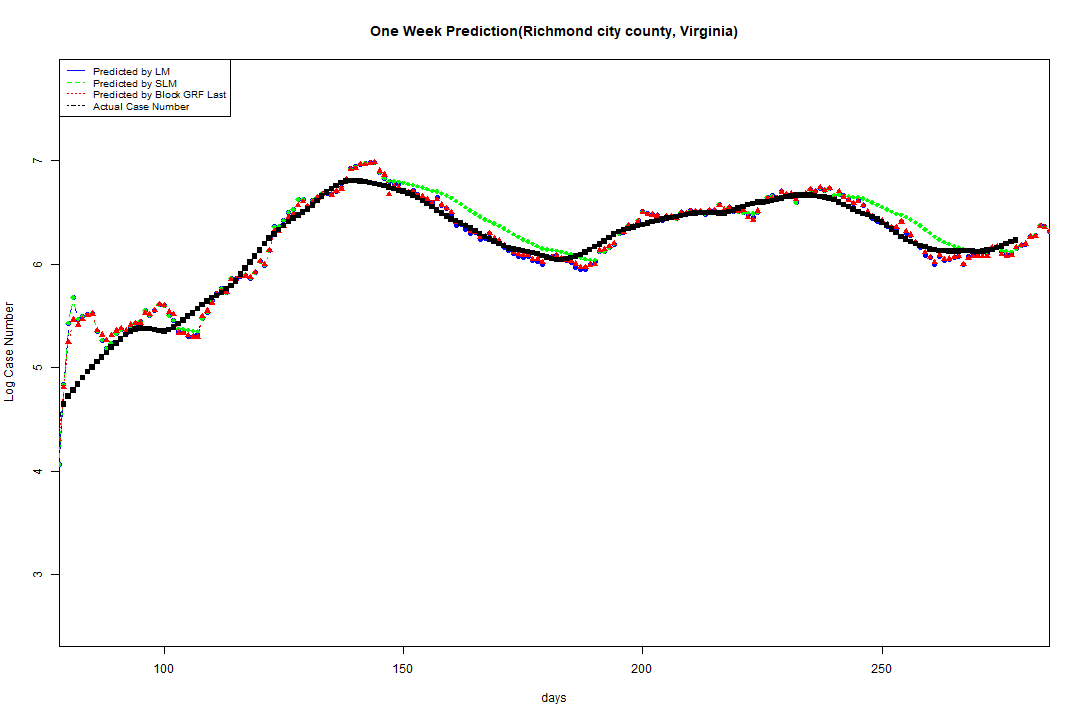 One Week Prediction(Richmond city county, Virginia)
Predicted by LM
Predicted by SLM
Predicted by Block GRF Last
Actual Case Number
7
6
5
4
3
Log Case Number
100 150 200 250
days